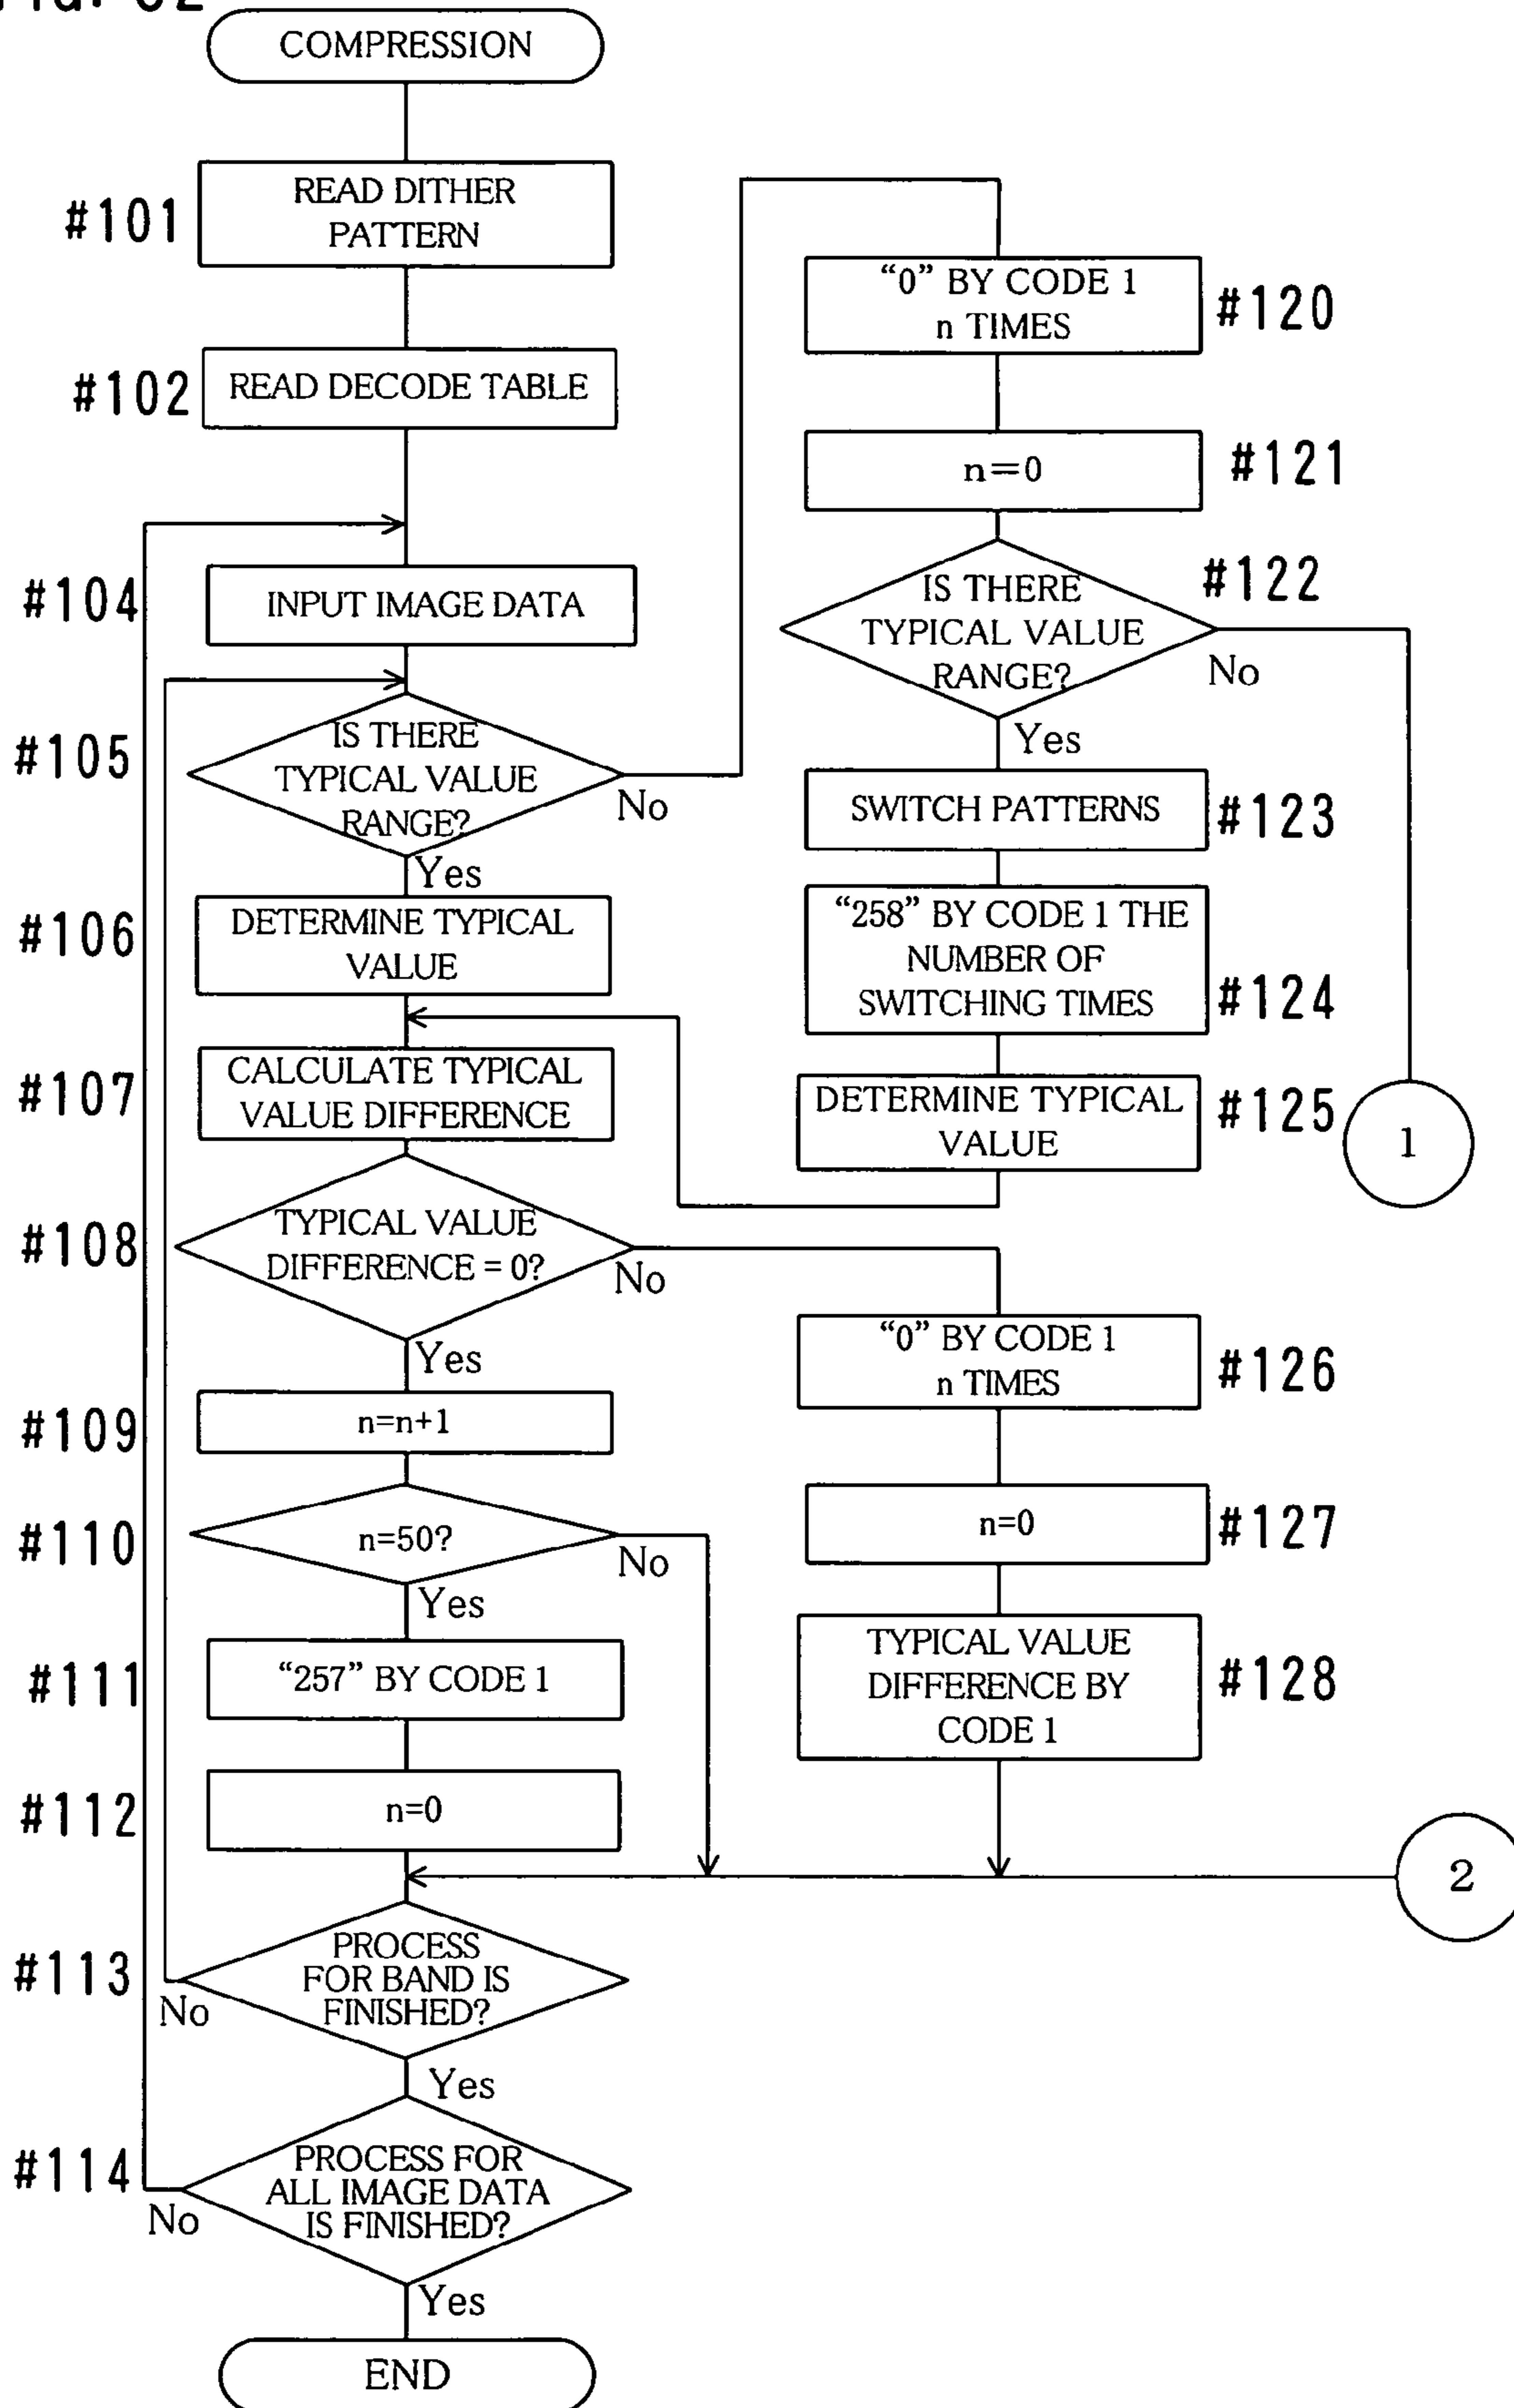 COMPRESSION
#101
READ DITHER
PATTERN
#102
READ DECODE TABLE
#104
INPUT IMAGE DATA
#105
IS THERE
TYPICAL VALUE
RANGE?
No
Yes
#106
DETERMINE TYPICAL
VALUE
#107
CALCULATE TYPICAL
VALUE DIFFERENCE
#108
TYPICAL VALUE
DIFFERENCE = 0?
No
Yes
#109
n=n+1
#110
n=50?
No
Yes
#111
“257” BY CODE 1
#112
n=0
#113
PROCESS
FOR BAND IS
FINISHED?
No
Yes
#114
PROCESS FOR
ALL IMAGE DATA
IS FINISHED?
No
Yes
END
“0” BY CODE 1
n TIMES
#120
n=0
#121
IS THERE
TYPICAL VALUE
RANGE?
#122
No
Yes
SWITCH PATTERNS
#123
“258” BY CODE 1 THE
NUMBER OF
SWITCHING TIMES
#124
DETERMINE TYPICAL
VALUE
#125
1
“0” BY CODE 1
n TIMES
#126
n=0
#127
TYPICAL VALUE
DIFFERENCE BY
CODE 1
#128
2